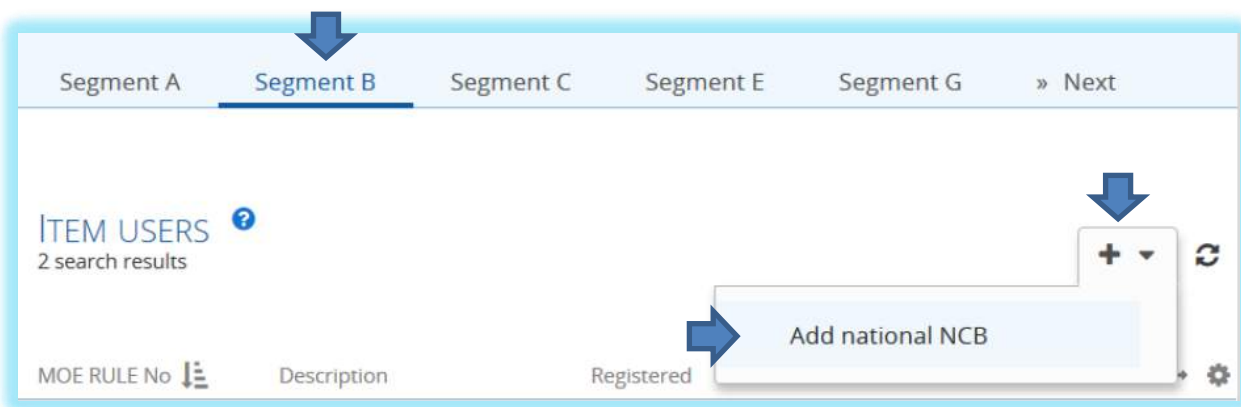 Segment A Segment B Segment C Segment E Segment G » Next
ITEM USERS ?
2 search results
Add national NCB
MOE RULE No Description Registered